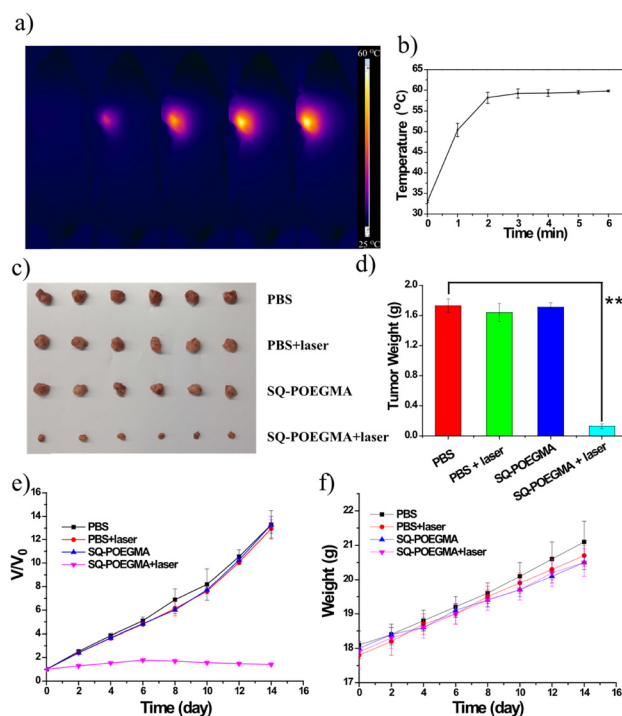 a)
60 °C
25 °C
b)
Temperature (°C)
65
60
55
50
45
40
35
30
0 1 2 3 4 5 6
Time (min)
c)
PBS
PBS+laser
SQ-POEGMA
SQ-POEGMA+laser
d)
Tumor Weight (g)
2.0
1.6
1.2
0.8
0.4
0.0
**
PBS
PBS + laser
SQ-POEGMA
SQ-POEGMA + laser
e)
V/V0
16
14
12
10
8
6
4
2
0
PBS
PBS+laser
SQ-POEGMA
SQ-POEGMA+laser
0 2 4 6 8 10 12 14 16
Time (day)
f)
Weight (g)
22
21
20
19
18
17
PBS
PBS+laser
SQ-POEGMA
SQ-POEGMA+laser
0 2 4 6 8 10 12 14 16
Time (day)